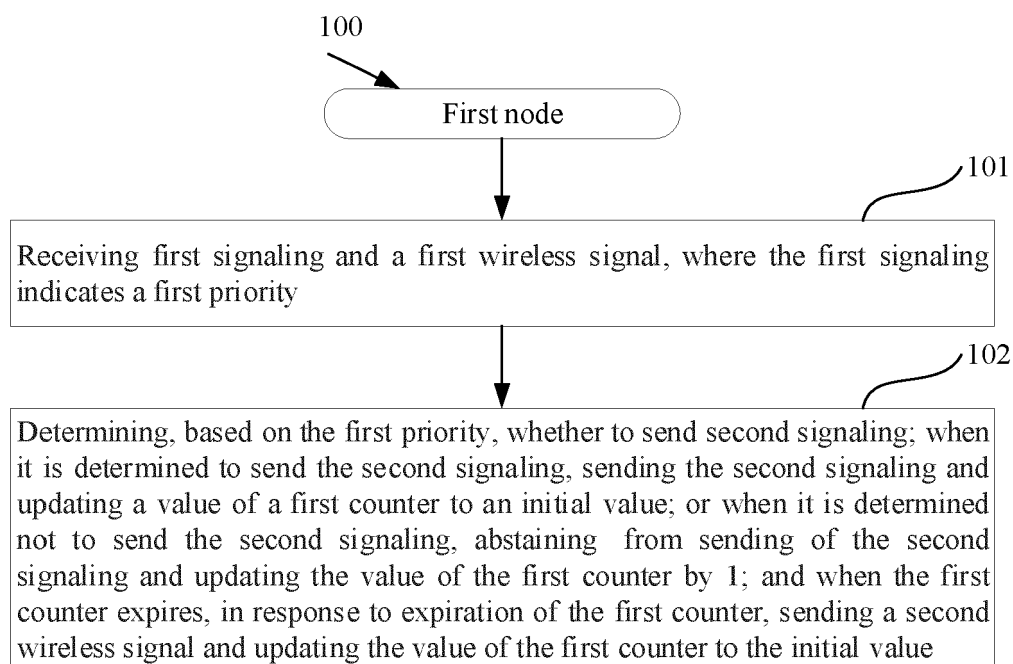 100
First node
101
Receiving first signaling and a first wireless signal, where the first signaling
indicates a first priority
102
Determining, based on the first priority, whether to send second signaling; when
it is determined to send the second signaling, sending the second signaling and
updating a value of a first counter to an initial value; or when it is determined
not to send the second signaling, abstaining from sending of the second
signaling and updating the value of the first counter by 1; and when the first
counter expires, in response to expiration of the first counter, sending a second
wireless signal and updating the value of the first counter to the initial value